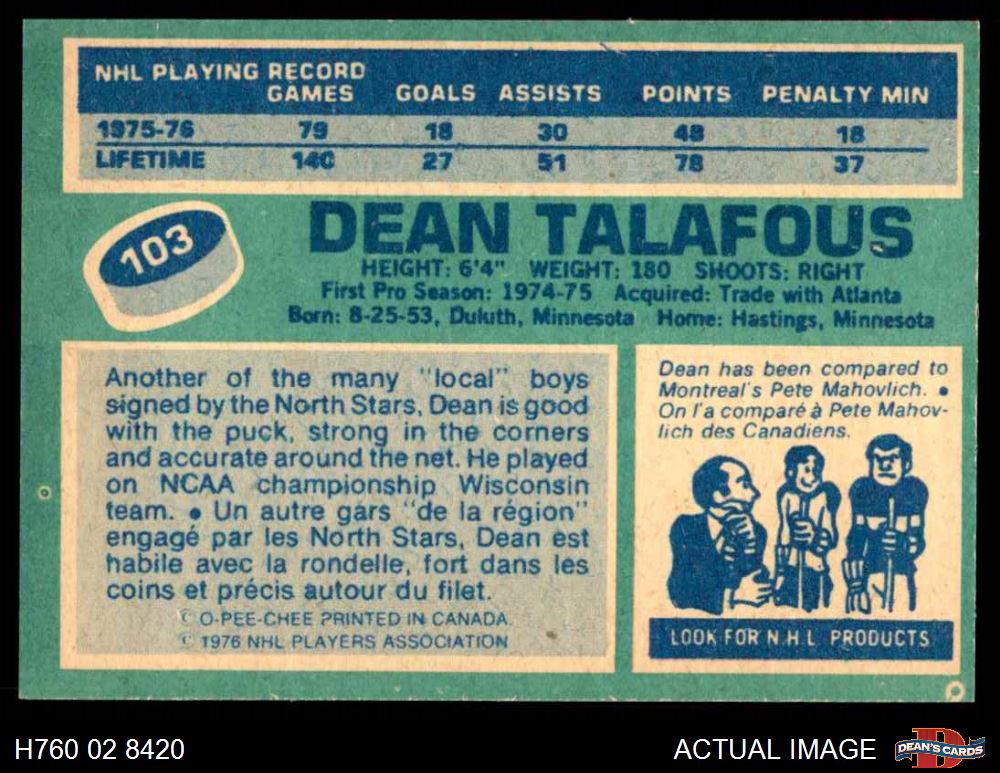 NHL PLAYING RECORD
GAMES GOALS ASSISTS POINTS PENALTY MIN
1975-76 79 18 30 48 18
LIFETIME 140 27 51 78 37
103
DEAN TALAFOUS
HEIGHT: 6'4" WEIGHT: 180 SHOOTS: RIGHT
First Pro Season: 1974-75 Acquired: Trade with Atlanta
Born: 8-25-53, Duluth, Minnesota Home: Hastings, Minnesota
Another of the many "local" boys
signed by the North Stars, Dean is good
with the puck, strong in the corners
and accurate around the net. He played
on NCAA championship Wisconsin
team. • Un autre gars "de la région"
engagé par les North Stars, Dean est
habile avec la rondelle, fort dans les
coins et précis autour du filet.
© O-PEE-CHEE PRINTED IN CANADA.
© 1976 NHL PLAYERS ASSOCIATION
Dean has been compared to
Montreal's Pete Mahovlich. •
On l'a comparé à Pete Mahov-
lich des Canadiens.
LOOK FOR N.H.L. PRODUCTS
H760 02 8420
ACTUAL IMAGE
D
DEAN'S CARDS